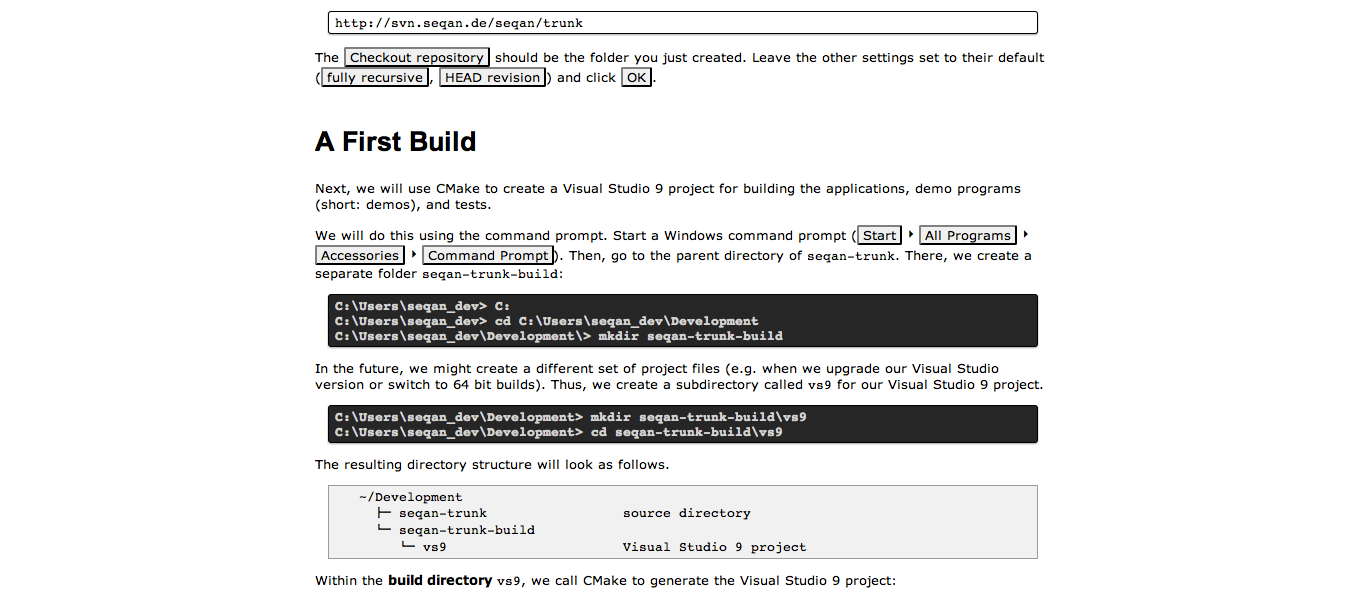 http://svn.seqan.de/seqan/trunk
The Checkout repository should be the folder you just created. Leave the other settings set to their default
(fully recursive, HEAD revision) and click OK.
A First Build
Next, we will use CMake to create a Visual Studio 9 project for building the applications, demo programs
(short: demos), and tests.
We will do this using the command prompt. Start a Windows command prompt (Start ‣ All Programs ‣
Accessories ‣ Command Prompt). Then, go to the parent directory of seqan-trunk. There, we create a
separate folder seqan-trunk-build:
C:\Users\seqan_dev> C:
C:\Users\seqan_dev> cd C:\Users\seqan_dev\Development
C:\Users\seqan_dev\Development\> mkdir seqan-trunk-build
In the future, we might create a different set of project files (e.g. when we upgrade our Visual Studio
version or switch to 64 bit builds). Thus, we create a subdirectory called vs9 for our Visual Studio 9 project.
C:\Users\seqan_dev\Development> mkdir seqan-trunk-build\vs9
C:\Users\seqan_dev\Development> cd seqan-trunk-build\vs9
The resulting directory structure will look as follows.
~/Development
├─ seqan-trunk source directory
└─ seqan-trunk-build
└─ vs9 Visual Studio 9 project
Within the build directory vs9, we call CMake to generate the Visual Studio 9 project: